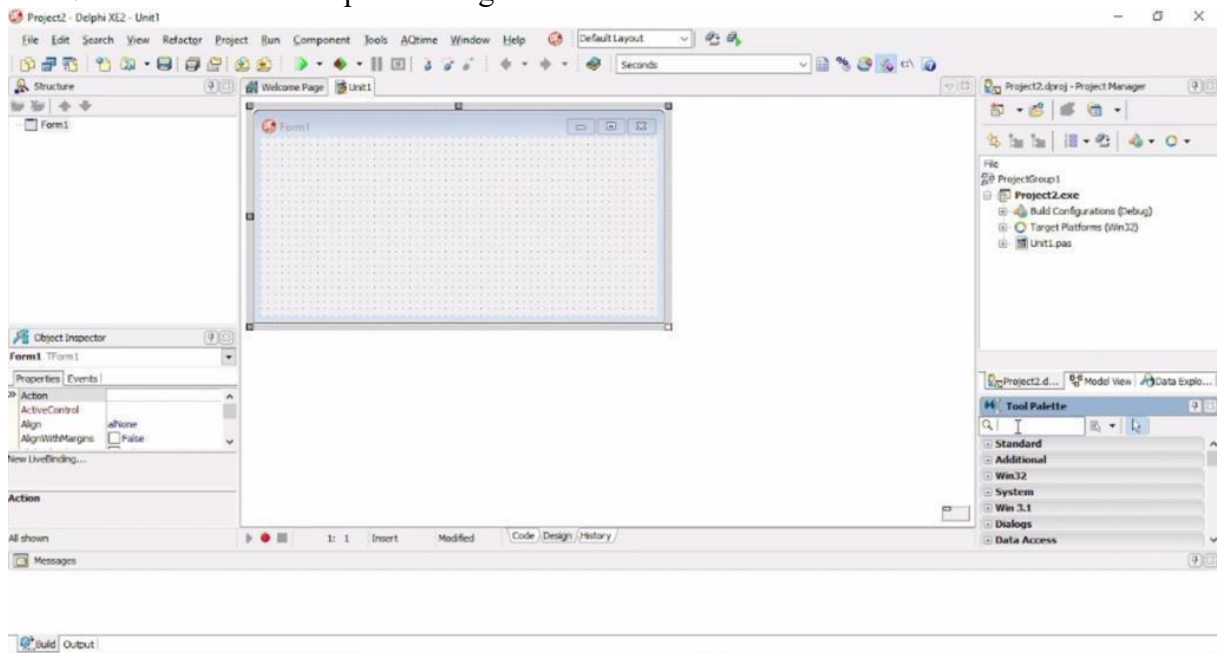 Project2 - Delphi XE2 - Unit1
File Edit Search View Refactor Project Run Component Tools AQtime Window Help Default Layout
Seconds
Structure
Form1
Welcome Page Unit1
Form1
Project2.dproj - Project Manager
File
ProjectGroup1
Project2.exe
Build Configurations (Debug)
Target Platforms (Win32)
Unit1.pas
Object Inspector
Form1 TForm1
Properties Events
Action
ActiveControl
Align alNone
AlignWithMargins False
New LiveBinding...
Action
All shown
1: 1 Insert Modified Code Design History
Project2.d... Model View Data Explo...
Tool Palette
Standard
Additional
Win32
System
Win 3.1
Dialogs
Data Access
Messages
Build Output